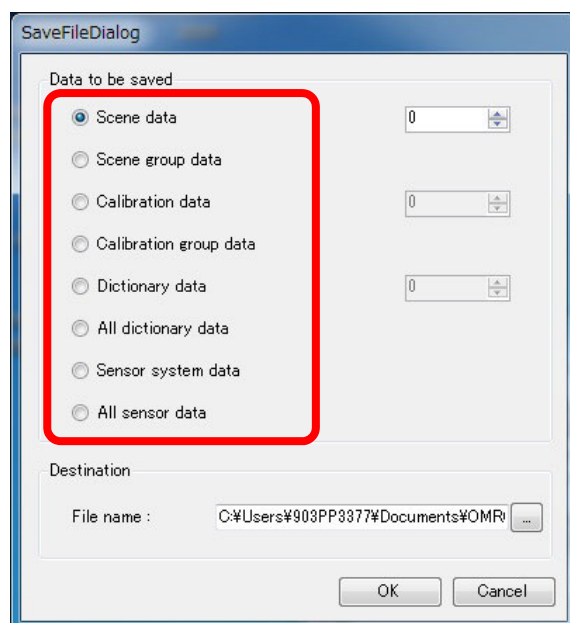 SaveFileDialog
Data to be saved
Scene data 0
Scene group data
Calibration data 0
Calibration group data
Dictionary data 0
All dictionary data
Sensor system data
All sensor data
Destination
File name : C:¥Users¥903PP3377¥Documents¥OMR ...
OK Cancel